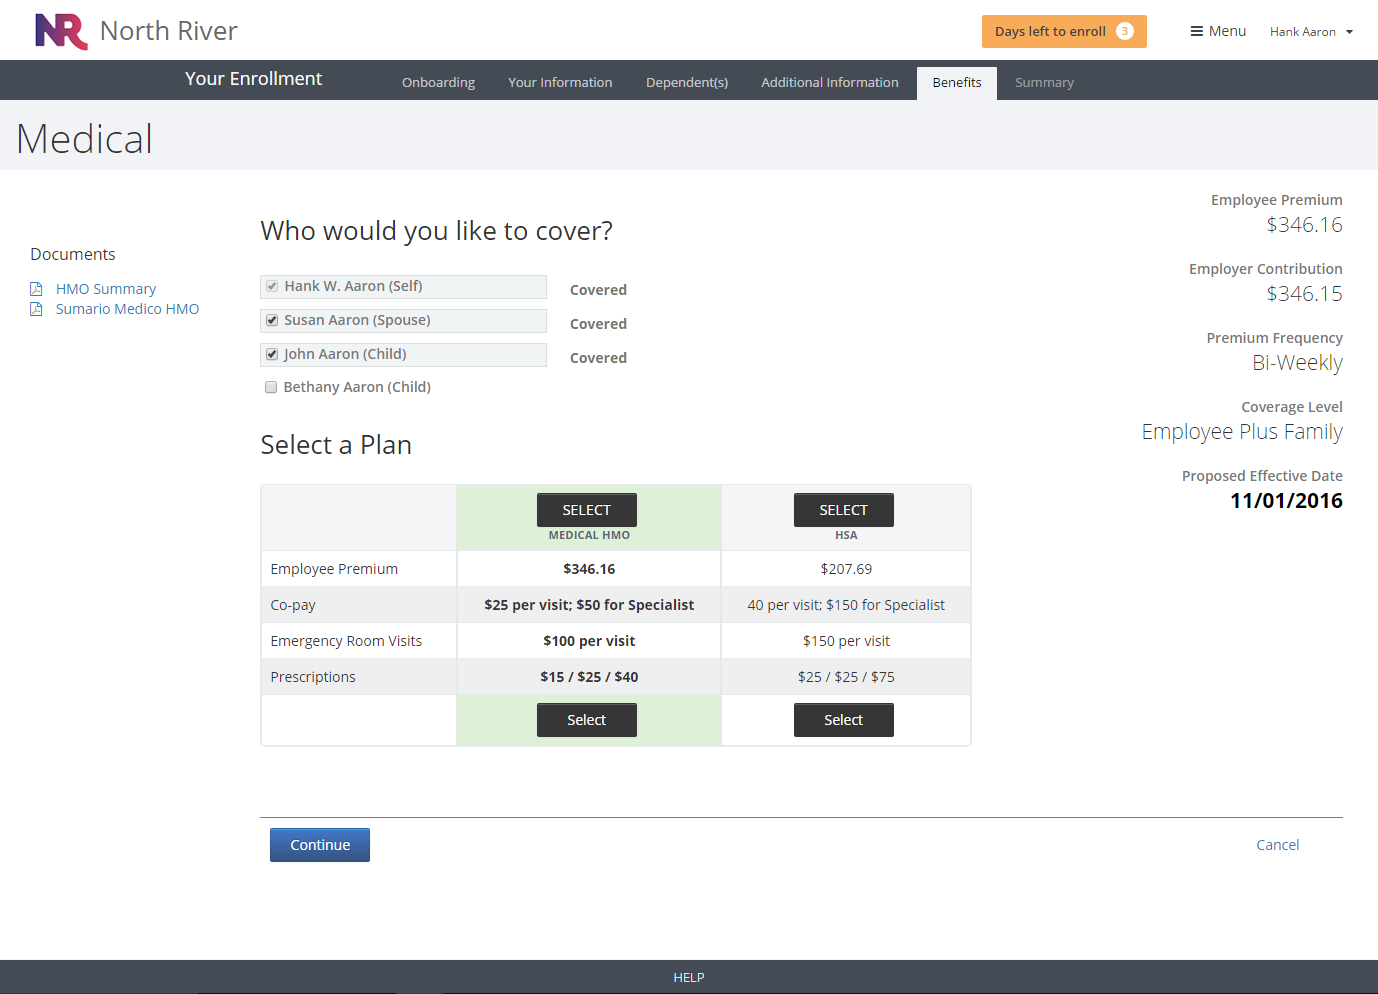 NR North River
Days left to enroll 3
Menu
Hank Aaron
Your Enrollment
Onboarding
Your Information
Dependent(s)
Additional Information
Benefits
Summary
Medical
Documents
HMO Summary
Sumario Medico HMO
Who would you like to cover?
Hank W. Aaron (Self) Covered
Susan Aaron (Spouse) Covered
John Aaron (Child) Covered
Bethany Aaron (Child)
Select a Plan
SELECT SELECT
MEDICAL HMO HSA
Employee Premium $346.16 $207.69
Co-pay $25 per visit; $50 for Specialist 40 per visit; $150 for Specialist
Emergency Room Visits $100 per visit $150 per visit
Prescriptions $15 / $25 / $40 $25 / $25 / $75
Select Select
Employee Premium
$346.16
Employer Contribution
$346.15
Premium Frequency
Bi-Weekly
Coverage Level
Employee Plus Family
Proposed Effective Date
11/01/2016
Continue
Cancel
HELP